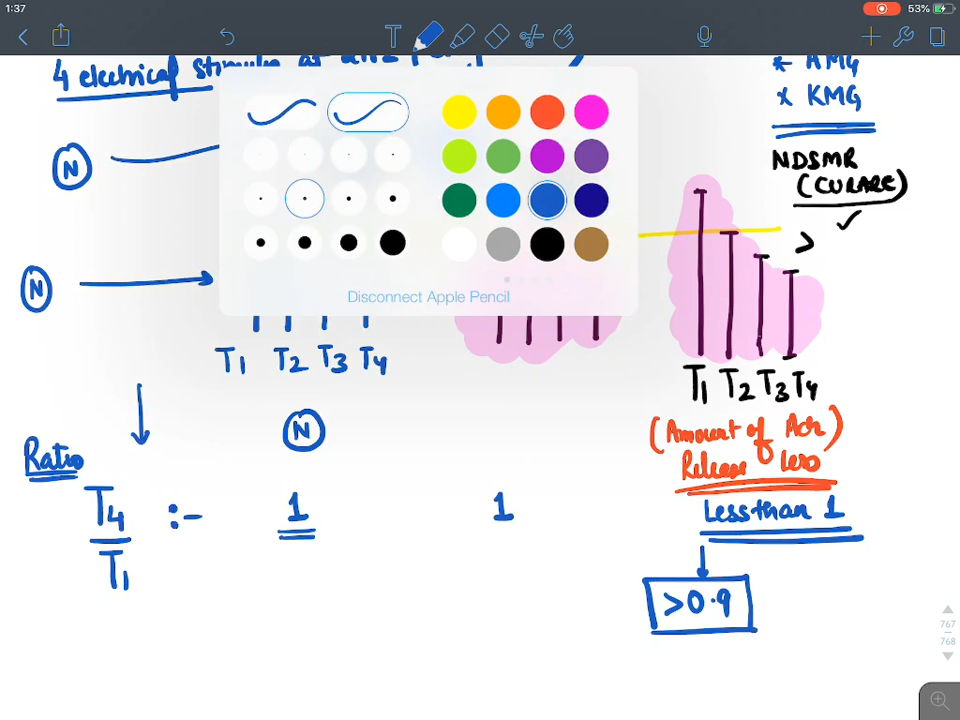 1:37
53%
4 electrical
* AMG
x KMG
NDSMR
(CURARE)
✓
N
>
N
Disconnect Apple Pencil
T1 T2 T3 T4
T1 T2 T3 T4
N
(Amount of Ach)
Release less
Ratio
T4
T1
:-
1
1
Less than 1
>0.9
767
768